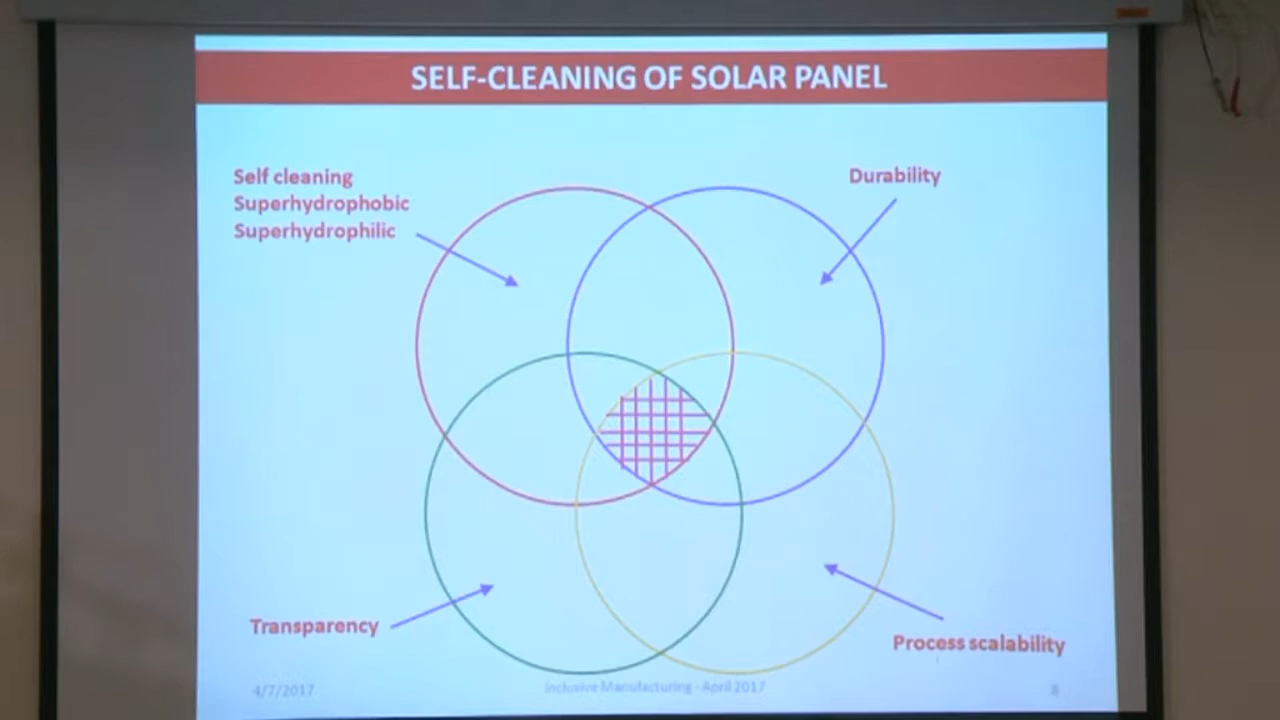 SELF-CLEANING OF SOLAR PANEL
Self cleaning
Superhydrophobic
Superhydrophilic
Durability
Transparency
Process scalability
4/7/2017
Inclusive Manufacturing - April 2017
8